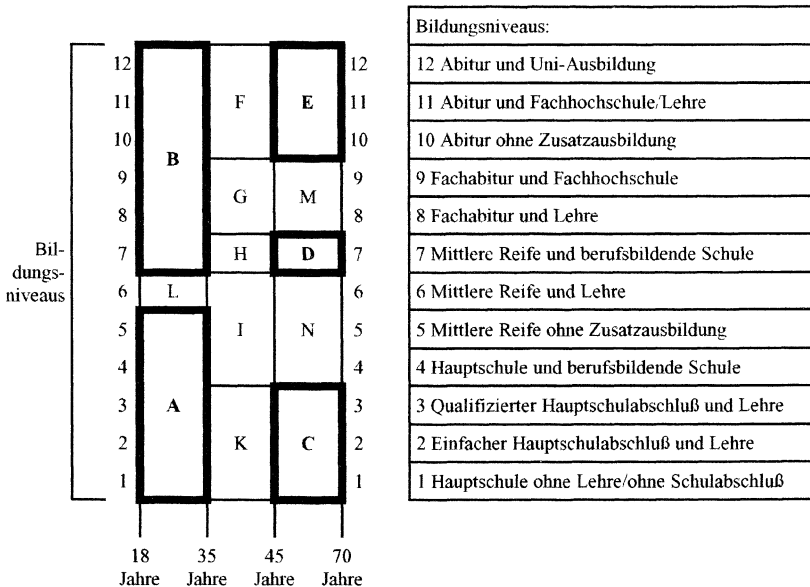 Bildungsniveaus:
12 12 12 Abitur und Uni-Ausbildung
11 F E 11 11 Abitur und Fachhochschule/Lehre
10 10 10 Abitur ohne Zusatzausbildung
B
9 9 9 Fachabitur und Fachhochschule
G M
8 8 8 Fachabitur und Lehre
Bil-
7 H D 7 7 Mittlere Reife und berufsbildende Schule
dungs-
niveaus
6 L 6 6 Mittlere Reife und Lehre
5 I N 5 5 Mittlere Reife ohne Zusatzausbildung
4 4 4 Hauptschule und berufsbildende Schule
3 A 3 3 Qualifizierter Hauptschulabschluß und Lehre
2 K C 2 2 Einfacher Hauptschulabschluß und Lehre
1 1 1 Hauptschule ohne Lehre/ohne Schulabschluß
18 35 45 70
Jahre Jahre Jahre Jahre